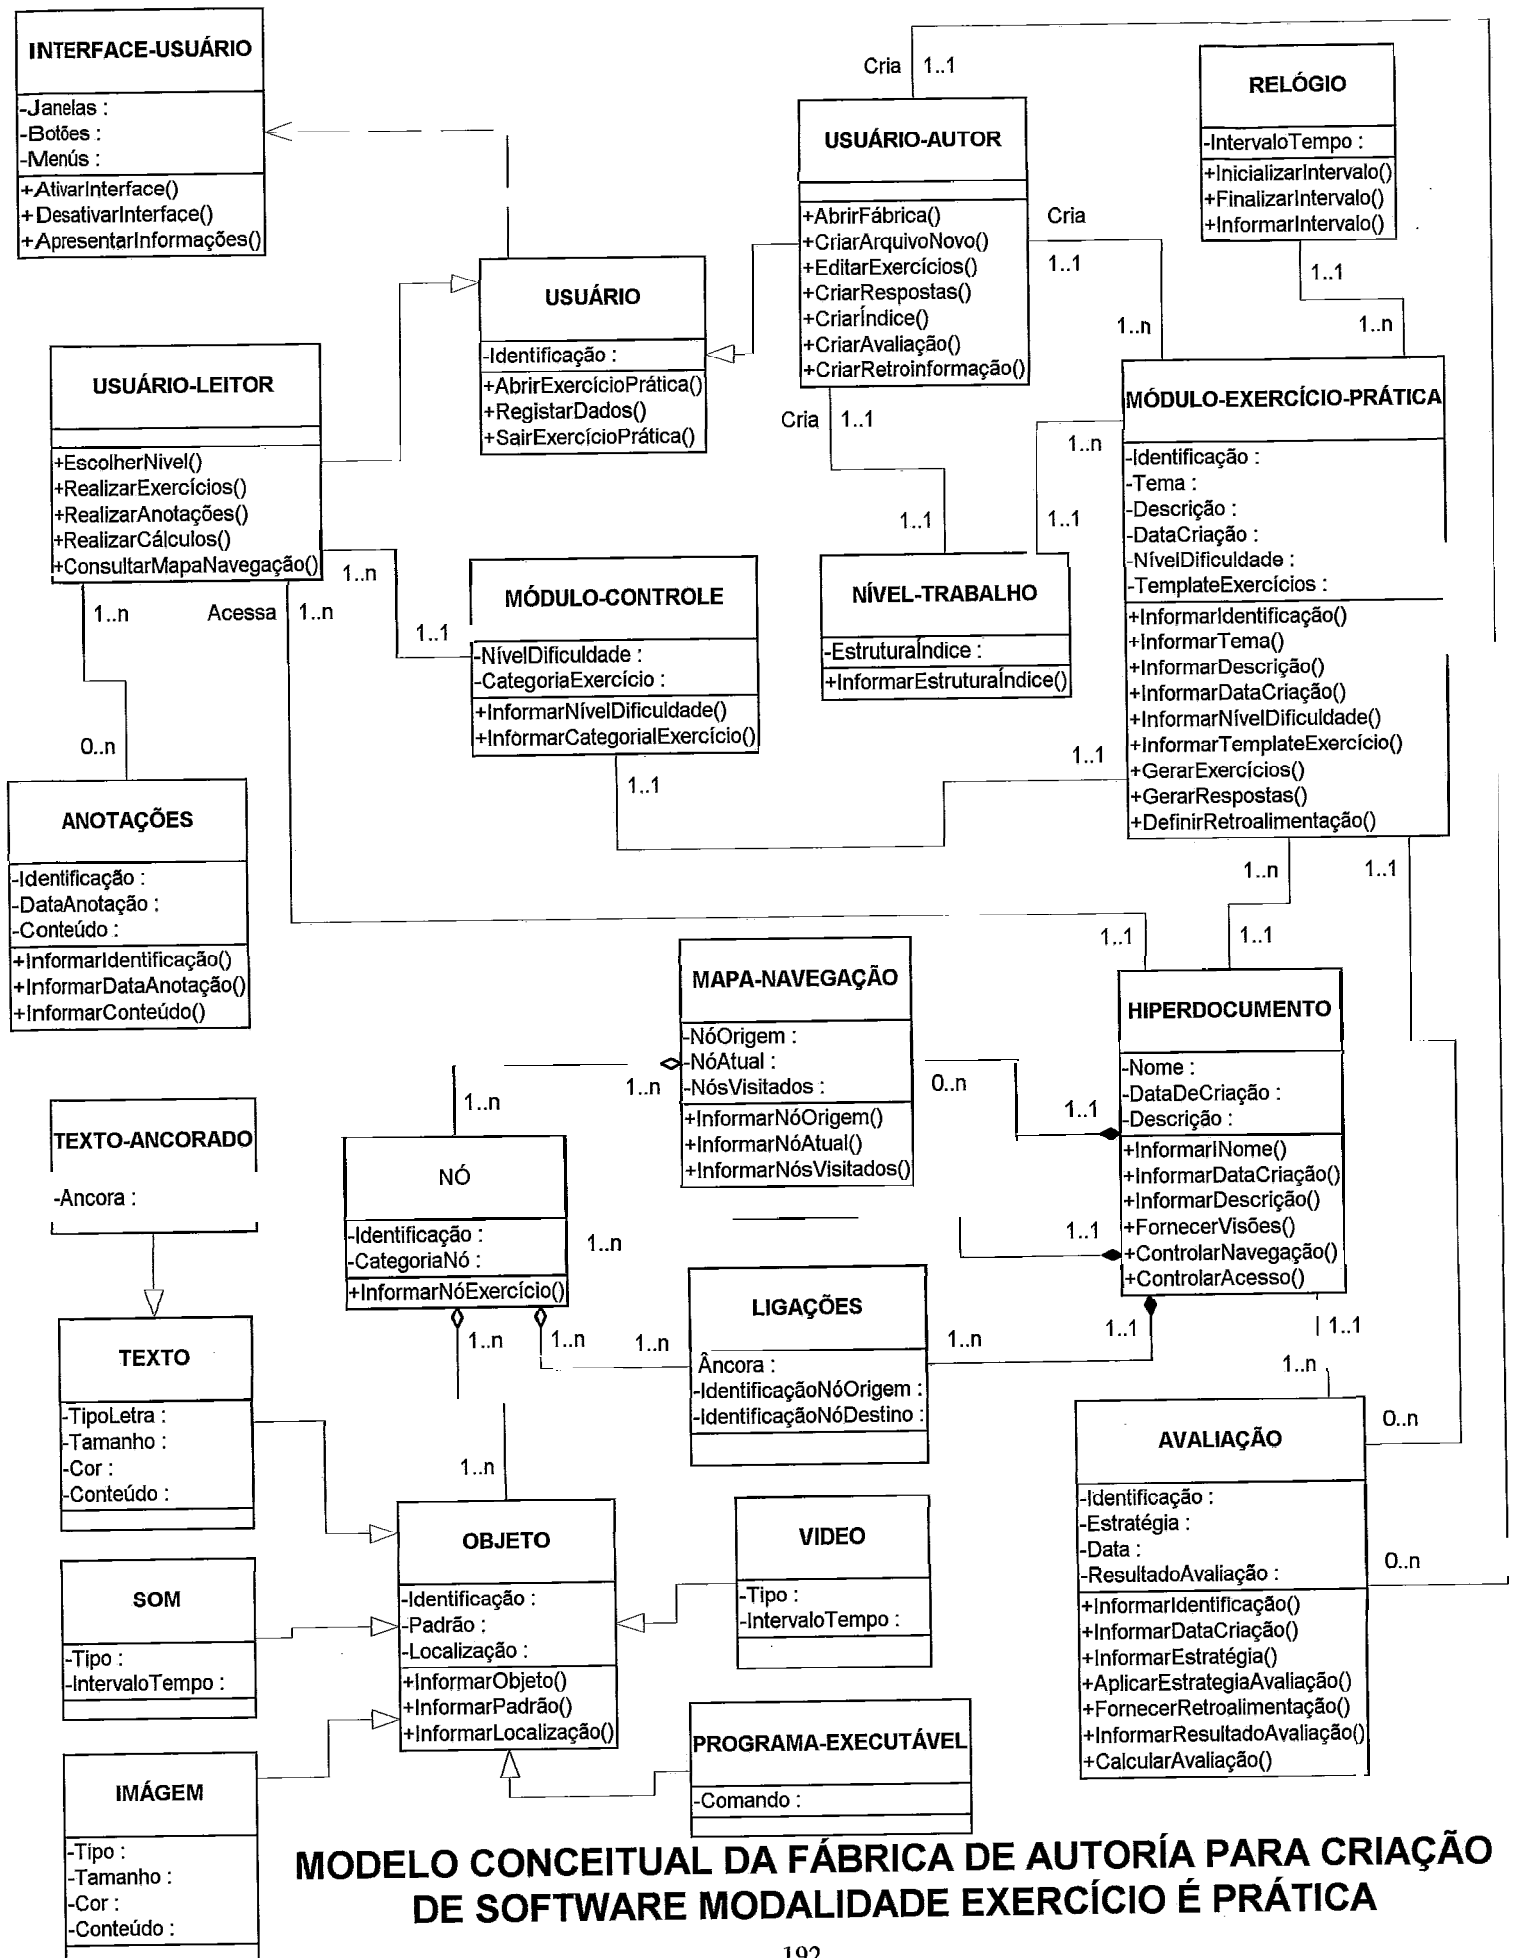 INTERFACE-USUÁRIO
-Janelas :
-Botões :
-Menús :
+AtivarInterface()
+DesativarInterface()
+ApresentarInformações()
Cria
1..1
USUÁRIO-AUTOR
+AbrirFábrica()
+CriarArquivoNovo()
+EditarExercícios()
+CriarRespostas()
+CriarÍndice()
+CriarAvaliação()
+CriarRetroinformação()
Cria
1..1
1..n
RELÓGIO
-IntervaloTempo :
+InicializarIntervalo()
+FinalizarIntervalo()
+InformarIntervalo()
1..1
1..n
USUÁRIO
-Identificação :
+AbrirExercícioPrática()
+RegistarDados()
+SairExercícioPrática()
USUÁRIO-LEITOR
+EscolherNivel()
+RealizarExercícios()
+RealizarAnotações()
+RealizarCálculos()
+ConsultarMapaNavegação()
1..n
Acessa
1..n
1..n
1..1
Cria
1..1
1..1
1..n
1..1
MÓDULO-EXERCÍCIO-PRÁTICA
-Identificação :
-Tema :
-Descrição :
-DataCriação :
-NívelDificuldade :
-TemplateExercícios :
+InformarIdentificação()
+InformarTema()
+InformarDescrição()
+InformarDataCriação()
+InformarNívelDificuldade()
+InformarTemplateExercício()
+GerarExercícios()
+GerarRespostas()
+DefinirRetroalimentação()
MÓDULO-CONTROLE
-NívelDificuldade :
-CategoriaExercício :
+InformarNívelDificuldade()
+InformarCategorialExercício()
1..1
1..1
NÍVEL-TRABALHO
-EstruturaÍndice :
+InformarEstruturaÍndice()
0..n
ANOTAÇÕES
-Identificação :
-DataAnotação :
-Conteúdo :
+InformarIdentificação()
+InformarDataAnotação()
+InformarConteúdo()
1..n
1..1
1..1
1..1
MAPA-NAVEGAÇÃO
-NóOrigem :
-NóAtual :
-NósVisitados :
+InformarNóOrigem()
+InformarNóAtual()
+InformarNósVisitados()
1..n
1..n
0..n
1..1
HIPERDOCUMENTO
-Nome :
-DataDeCriação :
-Descrição :
+InformarINome()
+InformarDataCriação()
+InformarDescrição()
+FornecerVisões()
+ControlarNavegação()
+ControlarAcesso()
TEXTO-ANCORADO
-Ancora :
NÓ
-Identificação :
-CategoriaNó :
+InformarNóExercício()
1..n
1..1
1..n
1..n
1..n
LIGAÇÕES
Âncora :
-IdentificaçãoNóOrigem :
-IdentificaçãoNóDestino :
1..n
1..1
1..1
1..n
TEXTO
-TipoLetra :
-Tamanho :
-Cor :
-Conteúdo :
1..n
0..n
AVALIAÇÃO
-Identificação :
-Estratégia :
-Data :
-ResultadoAvaliação :
+InformarIdentificação()
+InformarDataCriação()
+InformarEstratégia()
+AplicarEstrategiaAvaliação()
+FornecerRetroalimentação()
+InformarResultadoAvaliação()
+CalcularAvaliação()
0..n
OBJETO
-Identificação :
-Padrão :
-Localização :
+InformarObjeto()
+InformarPadrão()
+InformarLocalização()
VIDEO
-Tipo :
-IntervaloTempo :
SOM
-Tipo :
-IntervaloTempo :
PROGRAMA-EXECUTÁVEL
-Comando :
IMÁGEM
-Tipo :
-Tamanho :
-Cor :
-Conteúdo :
MODELO CONCEITUAL DA FÁBRICA DE AUTORÍA PARA CRIAÇÃO
DE SOFTWARE MODALIDADE EXERCÍCIO É PRÁTICA
192